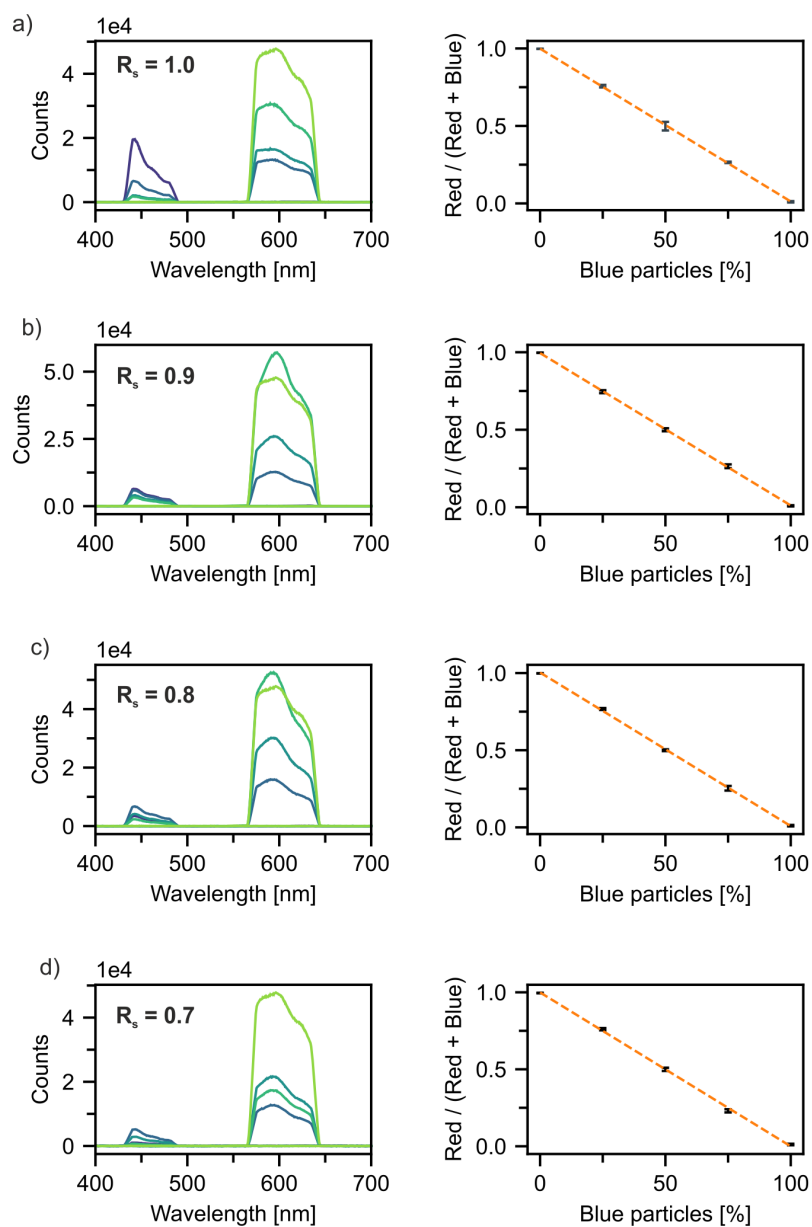 a)
1e4
R_s = 1.0
Counts
4
2
0
400 500 600 700
Wavelength [nm]
Red / (Red + Blue)
1.0
0.5
0.0
0 50 100
Blue particles [%]
b)
1e4
R_s = 0.9
Counts
5.0
2.5
0.0
400 500 600 700
Wavelength [nm]
Red / (Red + Blue)
1.0
0.5
0.0
0 50 100
Blue particles [%]
c)
1e4
R_s = 0.8
Counts
4
2
0
400 500 600 700
Wavelength [nm]
Red / (Red + Blue)
1.0
0.5
0.0
0 50 100
Blue particles [%]
d)
1e4
R_s = 0.7
Counts
4
2
0
400 500 600 700
Wavelength [nm]
Red / (Red + Blue)
1.0
0.5
0.0
0 50 100
Blue particles [%]